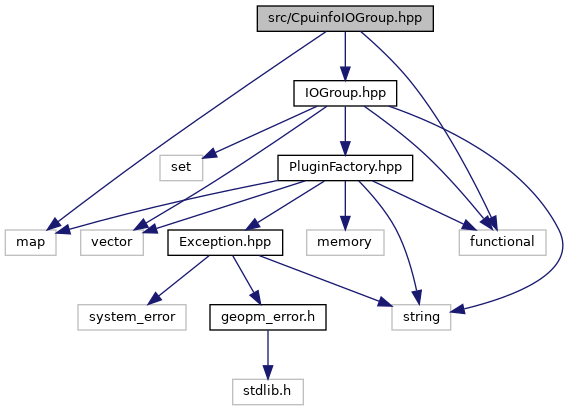 src/CpuinfoIOGroup.hpp
IOGroup.hpp
set
PluginFactory.hpp
map
vector
Exception.hpp
memory
functional
system_error
geopm_error.h
string
stdlib.h